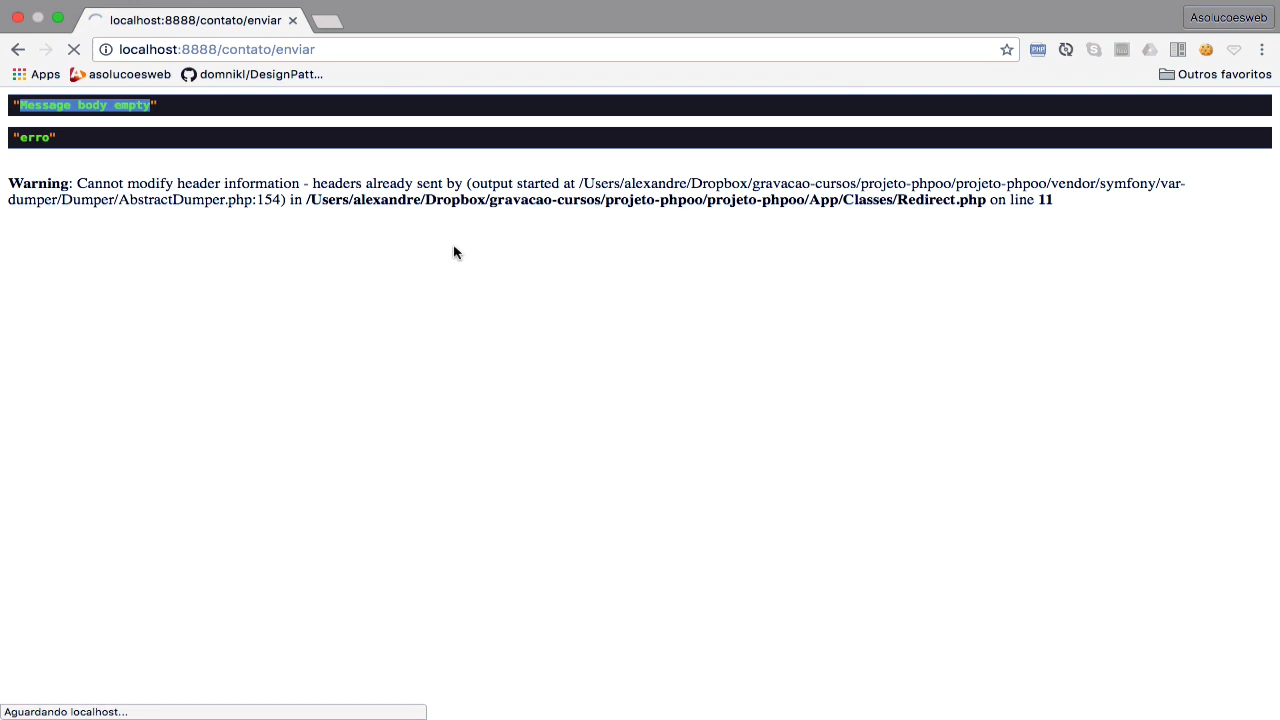 localhost:8888/contato/enviar
Asolucoesweb
localhost:8888/contato/enviar
PHP
Apps
asolucoesweb
domnikl/DesignPatt...
Outros favoritos
"Message body empty"
"erro"
Warning: Cannot modify header information - headers already sent by (output started at /Users/alexandre/Dropbox/gravacao-cursos/projeto-phpoo/projeto-phpoo/vendor/symfony/var-
dumper/Dumper/AbstractDumper.php:154) in /Users/alexandre/Dropbox/gravacao-cursos/projeto-phpoo/projeto-phpoo/App/Classes/Redirect.php on line 11
Aguardando localhost...